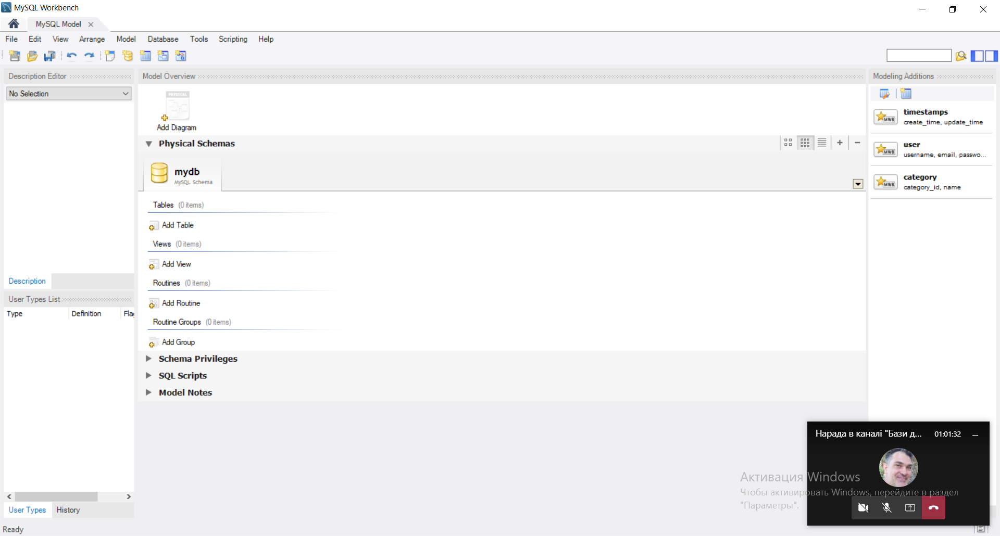 MySQL Workbench
MySQL Model
File Edit View Arrange Model Database Tools Scripting Help
Description Editor
No Selection
Description
User Types List
Type Definition
User Types History
Ready
Model Overview
PHYSICAL
Add Diagram
Physical Schemas
mydb
MySQL Schema
Tables (0 items)
Add Table
Views (0 items)
Add View
Routines (0 items)
Add Routine
Routine Groups (0 items)
Add Group
Schema Privileges
SQL Scripts
Model Notes
Modeling Additions
MWB
timestamps
create_time, update_time
MWB
user
username, email, passwo...
MWB
category
category_id, name
Нарада в каналі "Бази д... 01:01:32
Активация Windows
Чтобы активировать Windows, перейдите в раздел
"Параметры".